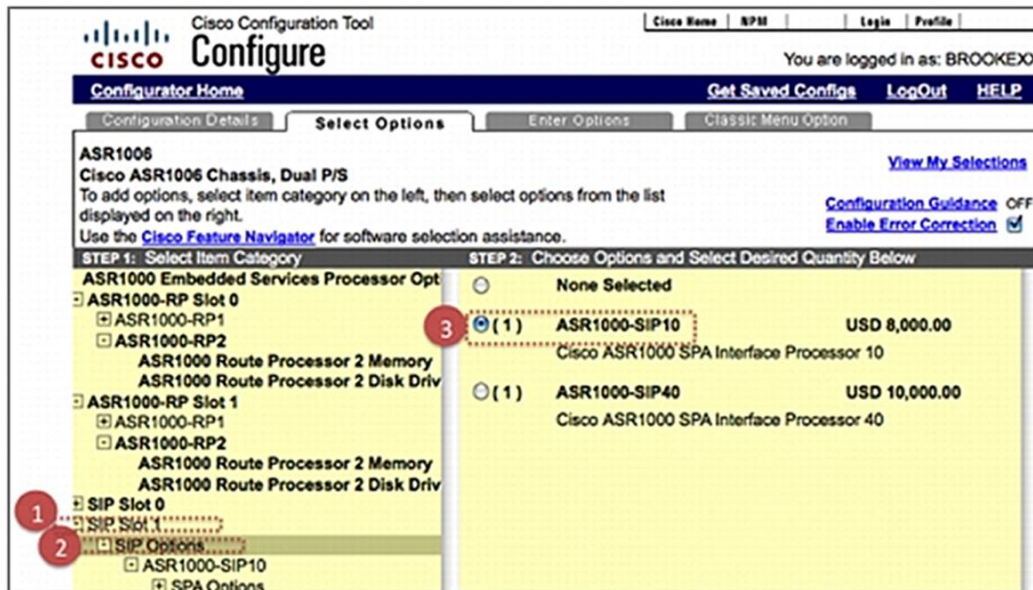 CISCO
Cisco Configuration Tool
Configure
Cisco Home | NPM | | Login | Profile |
You are logged in as: BROOKEXX
Configurator Home
Get Saved Configs LogOut HELP
Configuration Details
Select Options
Enter Options
Classic Menu Option
ASR1006
Cisco ASR1006 Chassis, Dual P/S
To add options, select item category on the left, then select options from the list
displayed on the right.
Use the Cisco Feature Navigator for software selection assistance.
View My Selections
Configuration Guidance OFF
Enable Error Correction
STEP 1: Select Item Category
ASR1000 Embedded Services Processor Opt
ASR1000-RP Slot 0
ASR1000-RP1
ASR1000-RP2
ASR1000 Route Processor 2 Memory
ASR1000 Route Processor 2 Disk Driv
ASR1000-RP Slot 1
ASR1000-RP1
ASR1000-RP2
ASR1000 Route Processor 2 Memory
ASR1000 Route Processor 2 Disk Driv
SIP Slot 0
1
SIP Slot 1
2
SIP Options
ASR1000-SIP10
SPA Options
STEP 2: Choose Options and Select Desired Quantity Below
None Selected
3
( 1 ) ASR1000-SIP10 USD 8,000.00
Cisco ASR1000 SPA Interface Processor 10
( 1 ) ASR1000-SIP40 USD 10,000.00
Cisco ASR1000 SPA Interface Processor 40